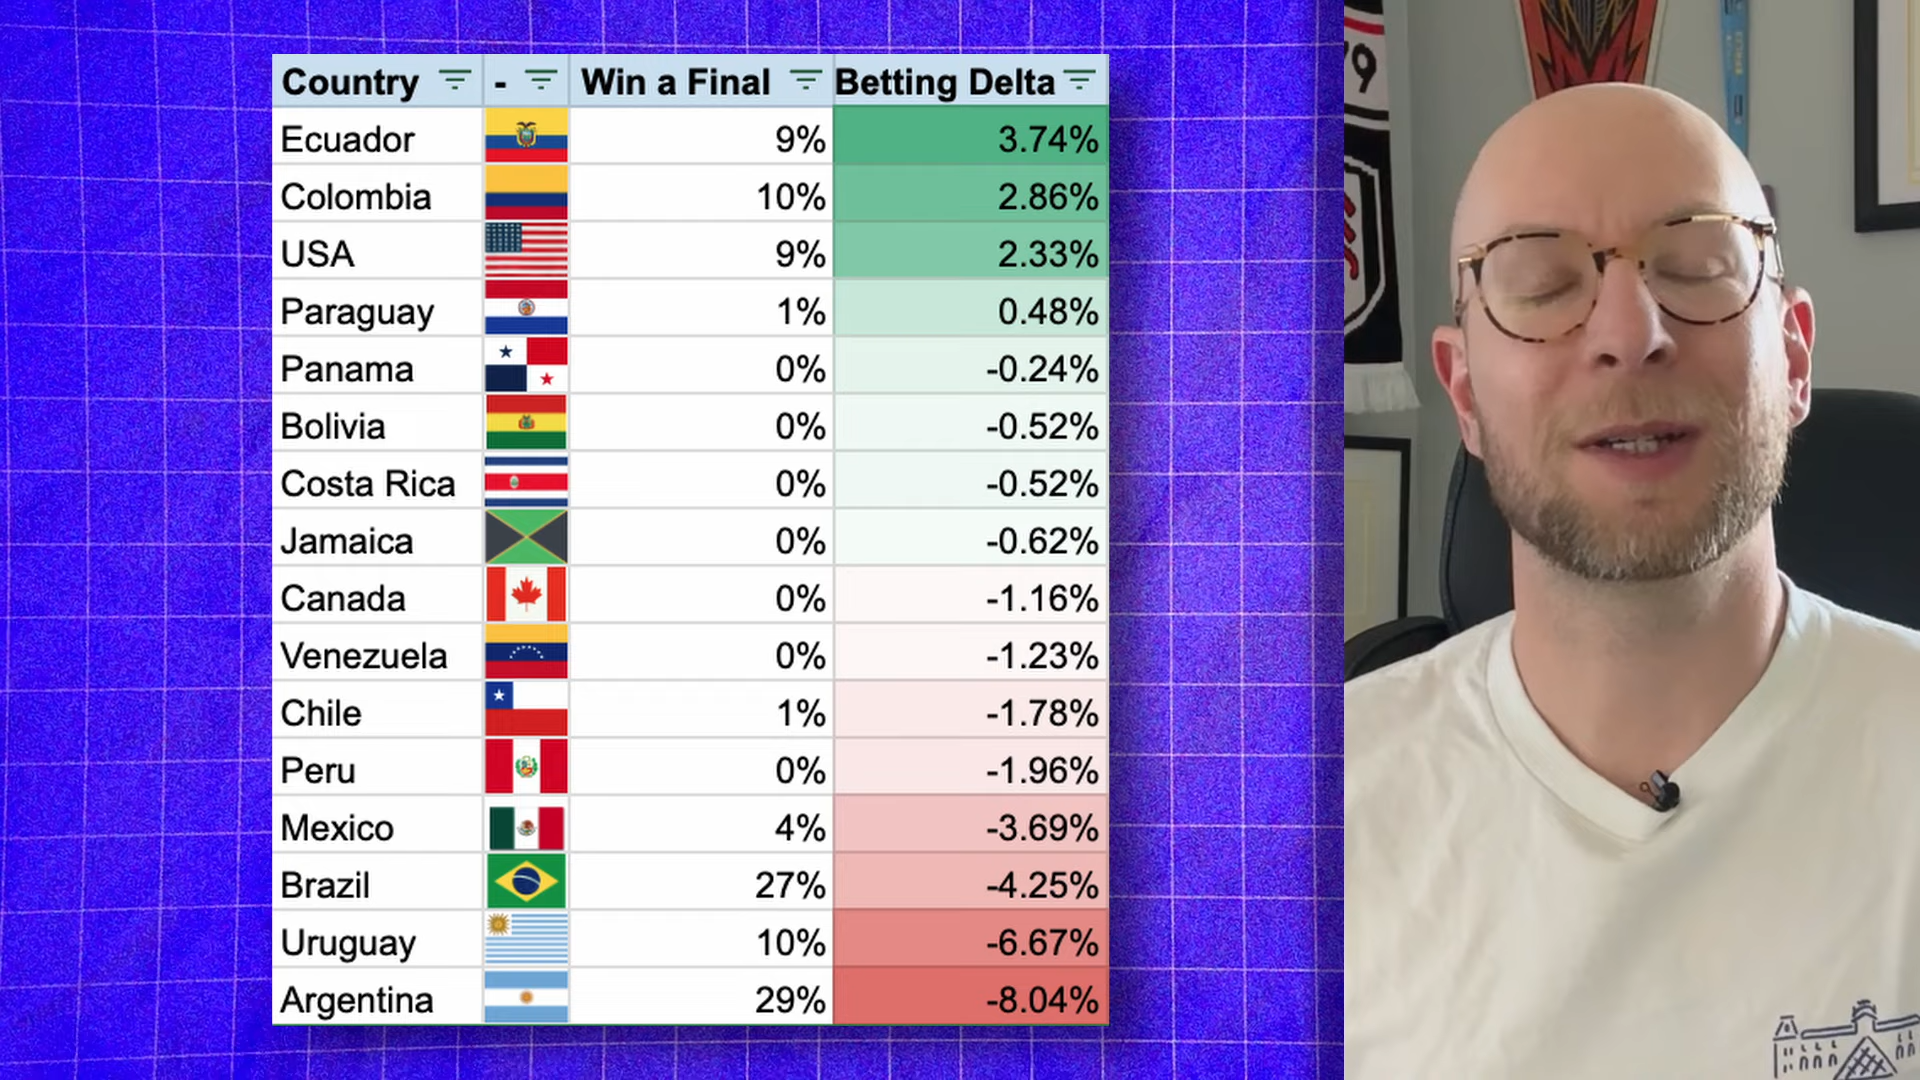 Country - Win a Final Betting Delta
Ecuador 9% 3.74%
Colombia 10% 2.86%
USA 9% 2.33%
Paraguay 1% 0.48%
Panama 0% -0.24%
Bolivia 0% -0.52%
Costa Rica 0% -0.52%
Jamaica 0% -0.62%
Canada 0% -1.16%
Venezuela 0% -1.23%
Chile 1% -1.78%
Peru 0% -1.96%
Mexico 4% -3.69%
Brazil 27% -4.25%
Uruguay 10% -6.67%
Argentina 29% -8.04%